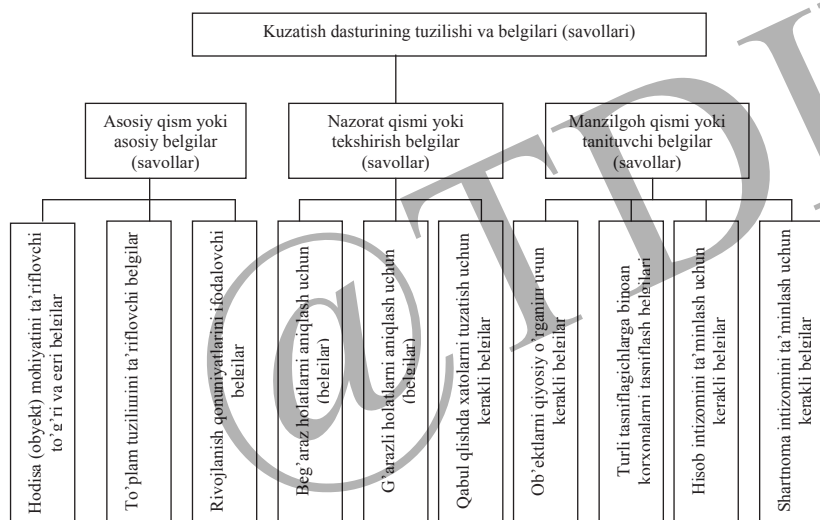 Kuzatish dasturining tuzilishi va belgilari (savollari)
Asosiy qism yoki
asosiy belgilar
(savollar)
Nazorat qismi yoki
tekshirish belgilar
(savollar)
Manzilgoh qismi yoki
tanituvchi belgilar
(savollar)
Hodisa (obyekt) mohiyatini ta’riflovchi
to’g’ri va egri belgilar
To’plam tuzilishini ta’riflovchi belgilar
Rivojlanish qonuniyatlarini ifodalovchi
belgilar
Beg’araz holatlarni aniqlash uchun
(belgilar)
G’arazli holatlarni aniqlash uchun
(belgilar)
Qabul qlishda xatolarni tuzatish uchun
kerakli belgilar
Ob’ektlarni qiyosiy o’rganiш uчun
kerakli belgilar
Turli tasniflagichlarga binoan
korxonalarni tasniflash belgilari
Hisob intizomini ta’minlash uchun
kerakli belgilar
Shartnoma intizomini ta’minlash uchun
kerakli belgilar